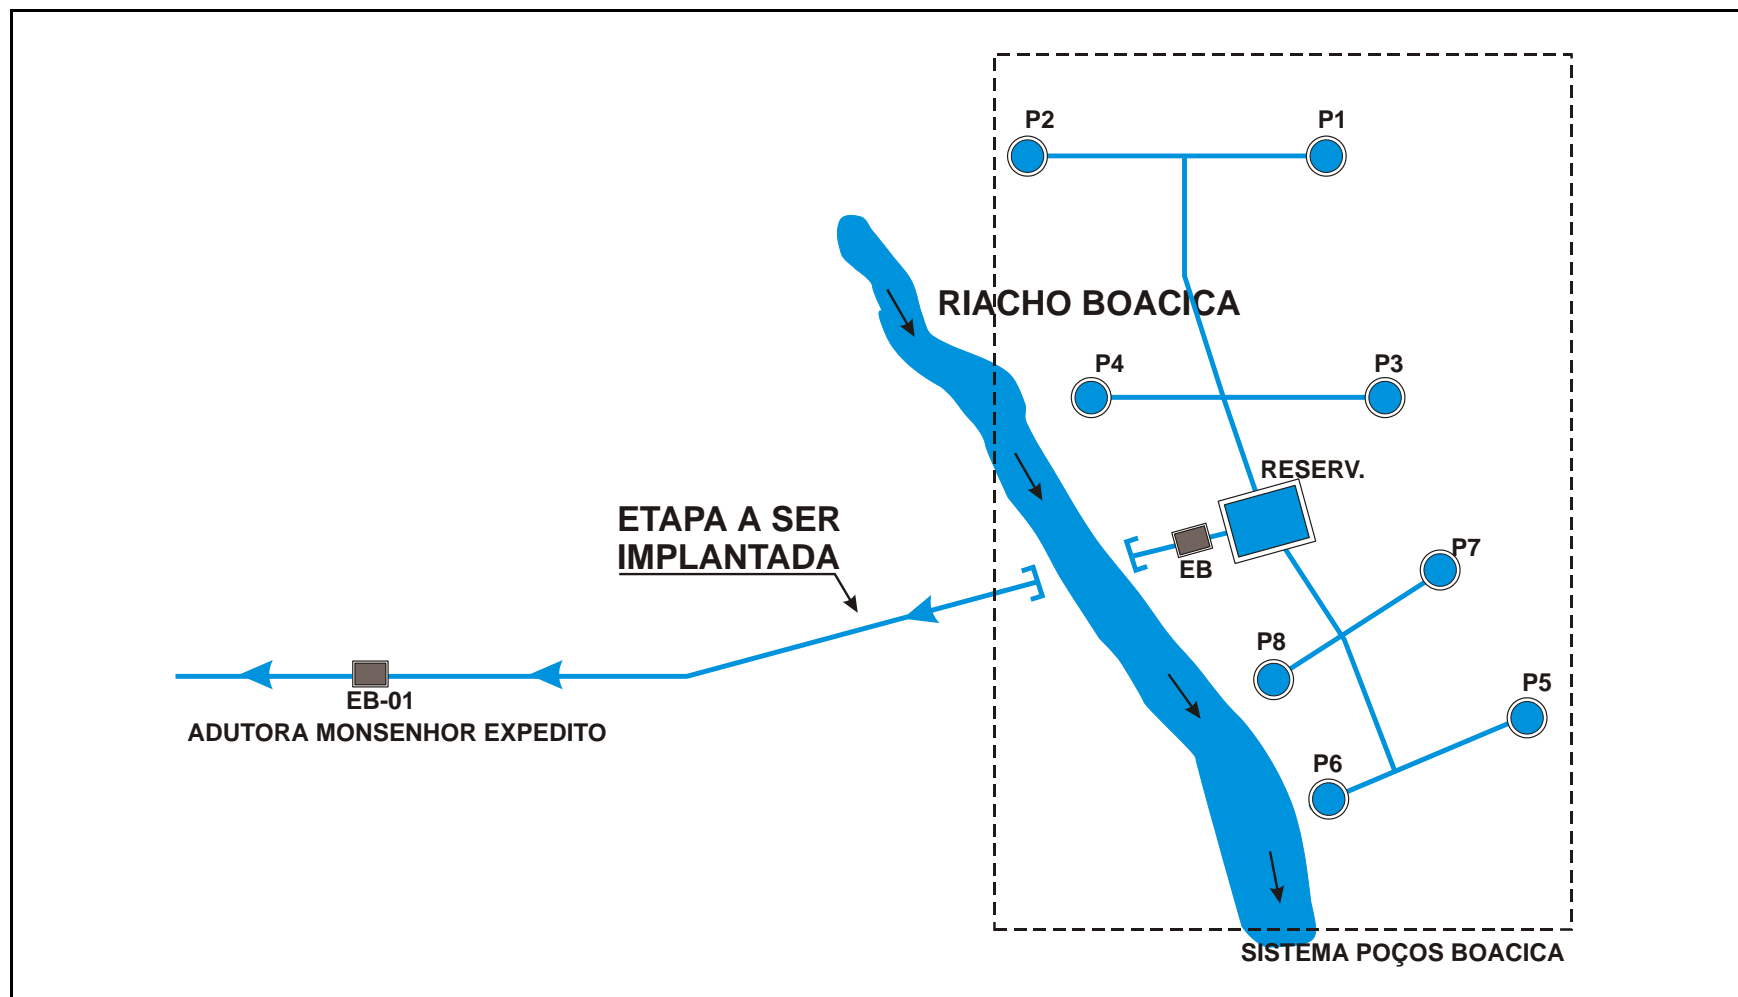 P2
P1
RIACHO BOACICA
P4
P3
RESERV.
ETAPA A SER
IMPLANTADA
EB
P7
P8
P5
EB-01
ADUTORA MONSENHOR EXPEDITO
P6
SISTEMA POÇOS BOACICA